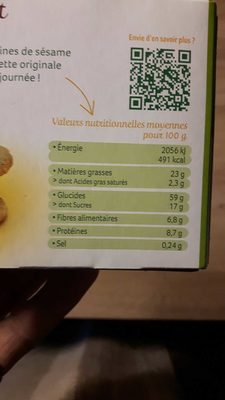 t
Envie d'en savoir plus ?
ines de sésame
ette originale
journée !
Valeurs nutritionnelles moyennes
pour 100 g
• Énergie 2056 kJ
491 kcal
• Matières grasses 23 g
> dont Acides gras saturés 2,3 g
• Glucides 59 g
> dont Sucres 17 g
• Fibres alimentaires 6,8 g
• Protéines 8,7 g
• Sel 0,24 g